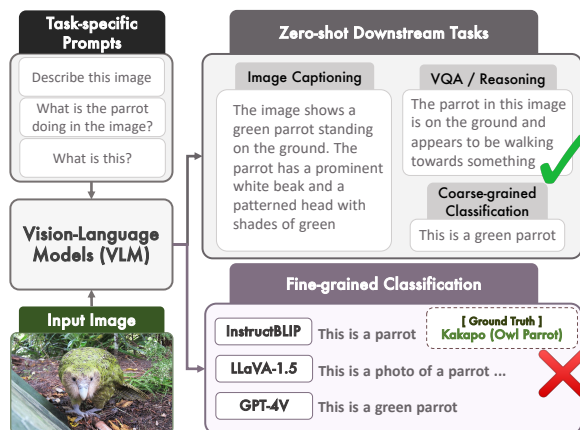 Task-specific
Prompts
Describe this image
What is the parrot
doing in the image?
What is this?
Vision-Language
Models (VLM)
Input Image
Zero-shot Downstream Tasks
Image Captioning
The image shows a
green parrot standing
on the ground. The
parrot has a prominent
white beak and a
patterned head with
shades of green
VQA / Reasoning
The parrot in this image
is on the ground and
appears to be walking
towards something
Coarse-grained
Classification
This is a green parrot
Fine-grained Classification
[ Ground Truth ]
Kakapo (Owl Parrot)
InstructBLIP This is a parrot
LLaVA-1.5 This is a photo of a parrot ...
GPT-4V This is a green parrot